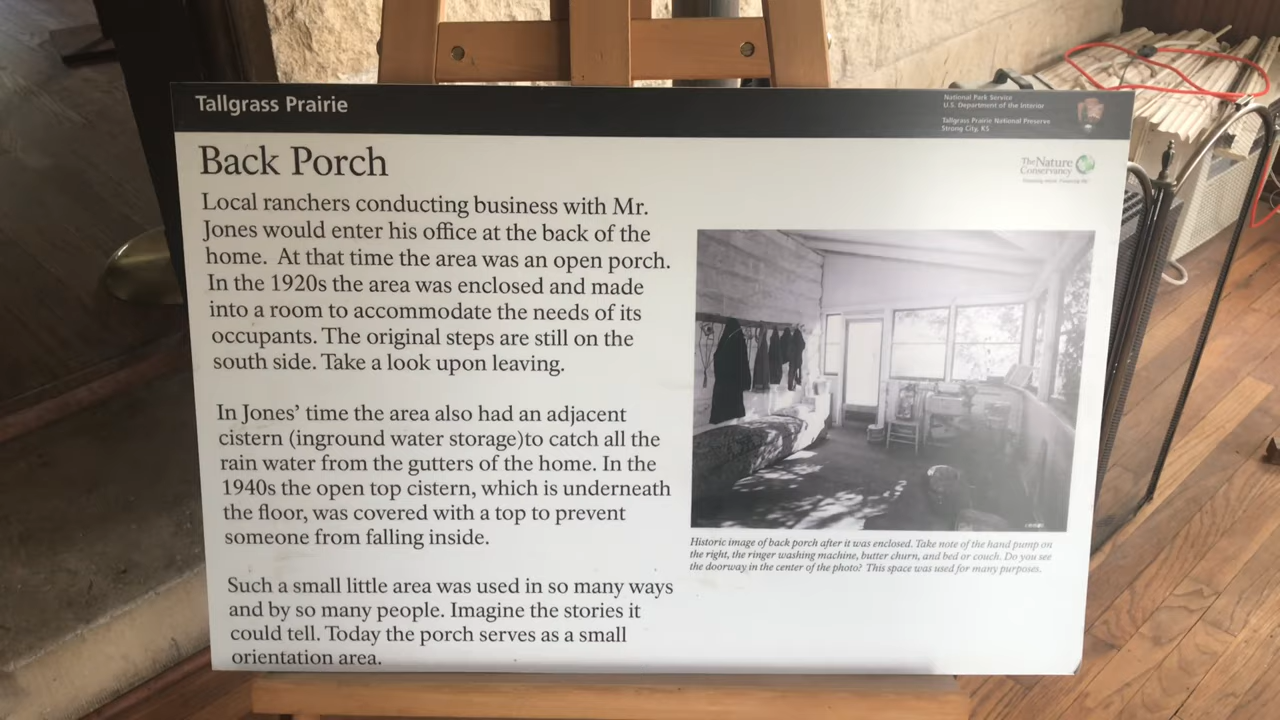 Tallgrass Prairie
National Park Service
U.S. Department of the Interior
Tallgrass Prairie National Preserve
Strong City, KS
The Nature
Conservancy
Back Porch
Local ranchers conducting business with Mr.
Jones would enter his office at the back of the
home.  At that time the area was an open porch.
In the 1920s the area was enclosed and made
into a room to accommodate the needs of its
occupants. The original steps are still on the
south side. Take a look upon leaving.
In Jones’ time the area also had an adjacent
cistern (inground water storage)to catch all the
rain water from the gutters of the home. In the
1940s the open top cistern, which is underneath
the floor, was covered with a top to prevent
someone from falling inside.
Such a small little area was used in so many ways
and by so many people. Imagine the stories it
could tell. Today the porch serves as a small
orientation area.
Historic image of back porch after it was enclosed. Take note of the hand pump on
the right, the ringer washing machine, butter churn, and bed or couch. Do you see
the doorway in the center of the photo? This space was used for many purposes.